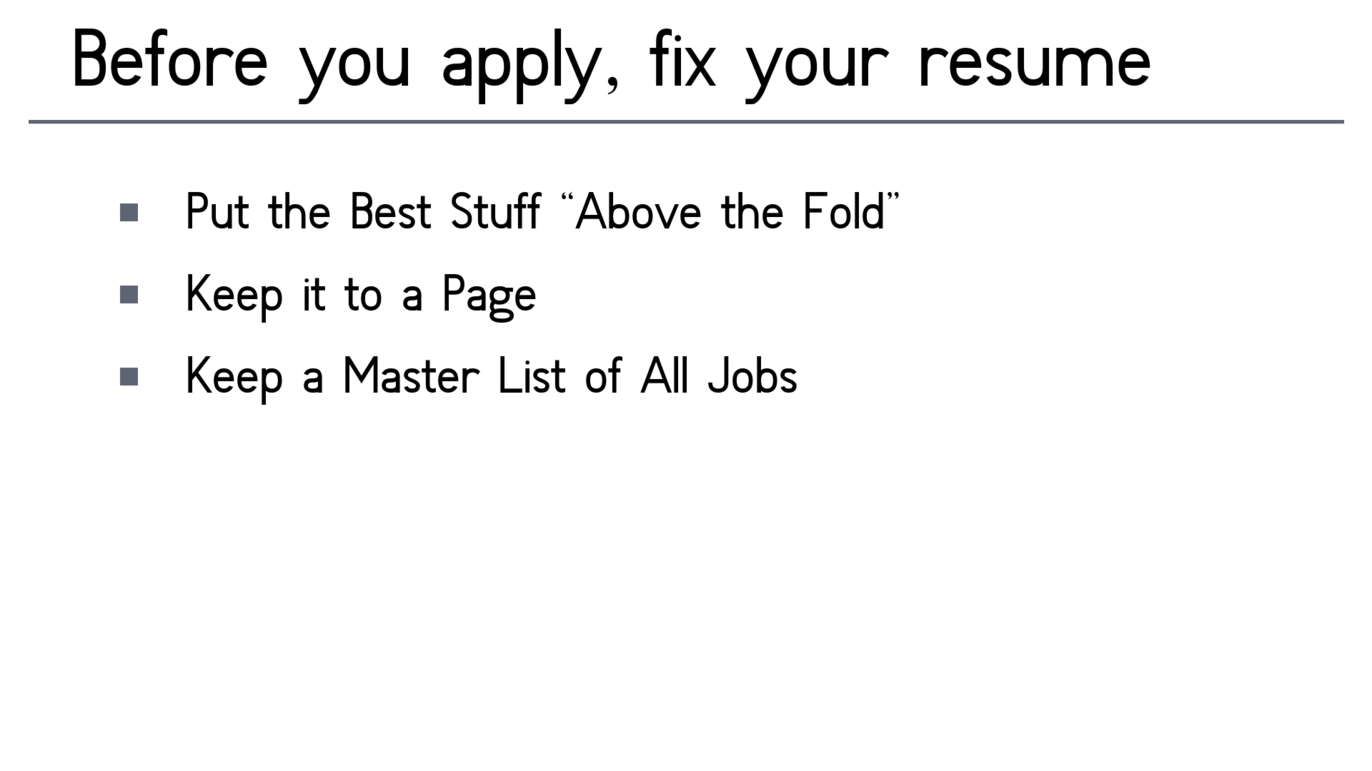 Before you apply, fix your resume
Put the Best Stuff “Above the Fold”
Keep it to a Page
Keep a Master List of All Jobs